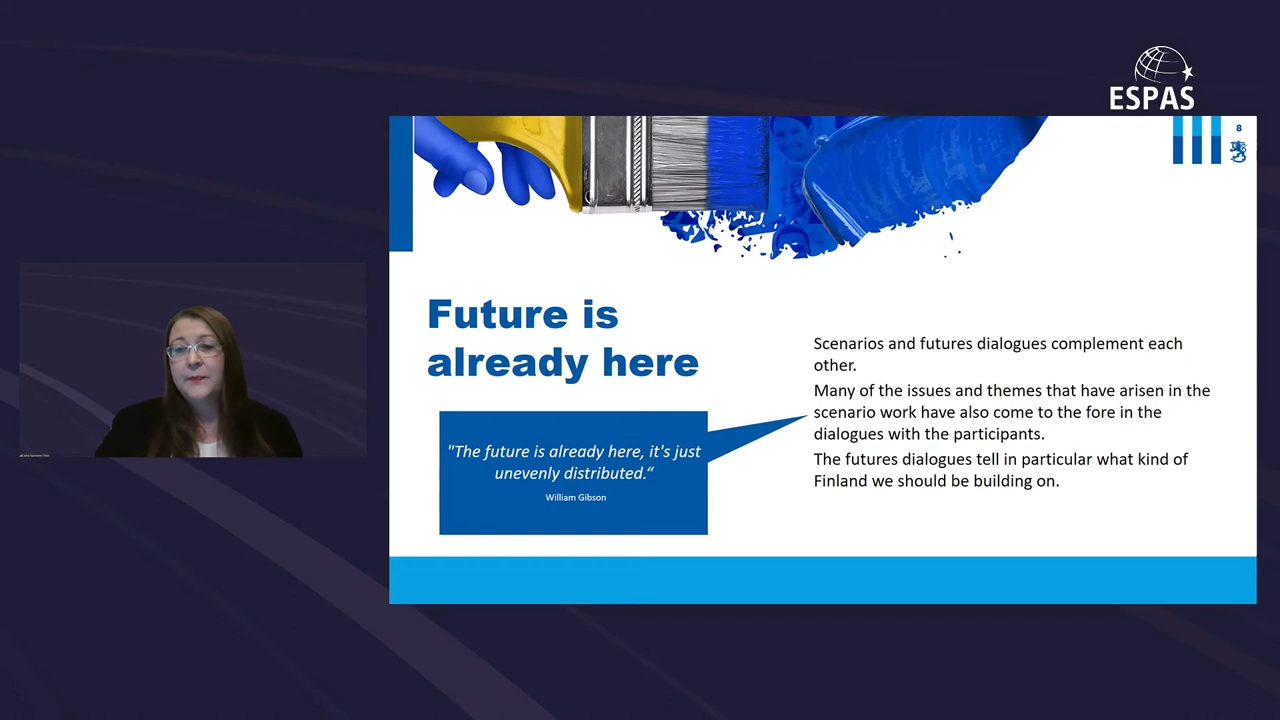 ESPAS
8
Future is
already here
"The future is already here, it's just
unevenly distributed.“
William Gibson
Scenarios and futures dialogues complement each
other.
Many of the issues and themes that have arisen in the
scenario work have also come to the fore in the
dialogues with the participants.
The futures dialogues tell in particular what kind of
Finland we should be building on.